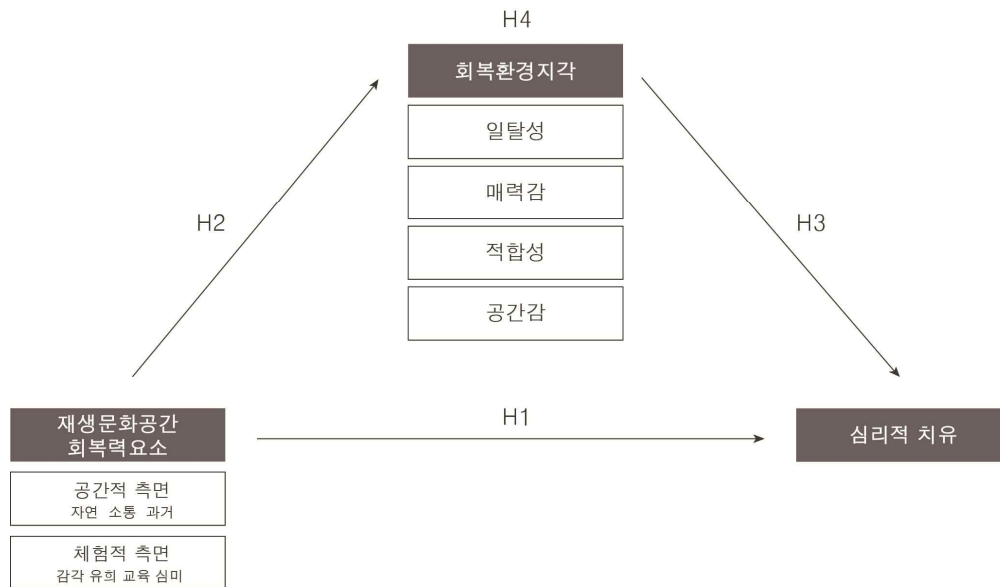 H4
회복환경지각
일탈성
매력감
H2
H3
적합성
공간감
H1
재생문화공간
회복력요소
심리적 치유
공간적 측면
자연 소통 과거
체험적 측면
감각 유희 교육 심미